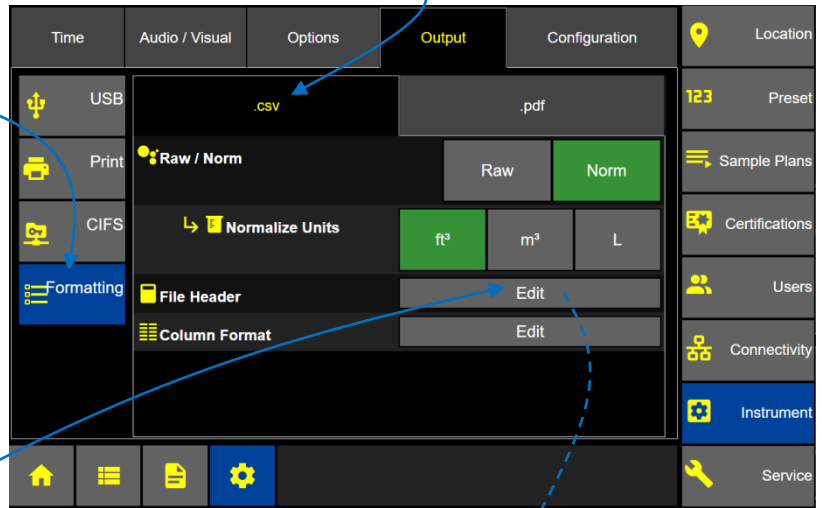 Time
Audio / Visual
Options
Output
Configuration
Location
USB
.csv
.pdf
123
Preset
Print
Raw / Norm
Raw
Norm
Sample Plans
CIFS
Normalize Units
ft³
m³
L
Certifications
Formatting
File Header
Edit
Users
Column Format
Edit
Connectivity
Instrument
Service